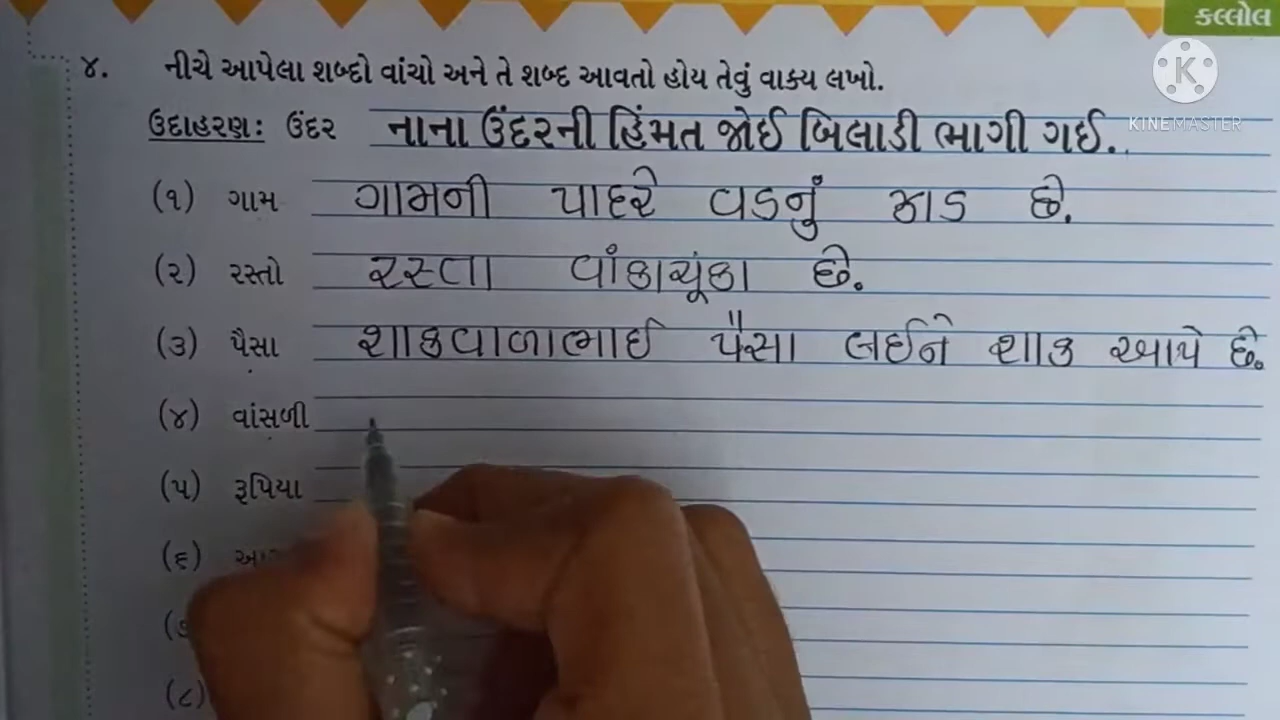 કલ્લોલ
KINEMASTER
૪. નીચે આપેલા શબ્દો વાંચો અને તે શબ્દ આવતો હોય તેવું વાક્ય લખો.
ઉદાહરણઃ ઉંદર નાના ઉંદરની હિંમત જોઈ બિલાડી ભાગી ગઈ.
(૧) ગામ ગામની પાદરે વડનું ઝાડ છે.
(૨) રસ્તો રસ્તા વાંકાચૂંકા છે.
(૩) પૈસા શાકવાળાભાઈ પૈસા લઈને શાક આપે છે.
(૪) વાંસળી
(૫) રૂપિયા
(૬)
(૮)